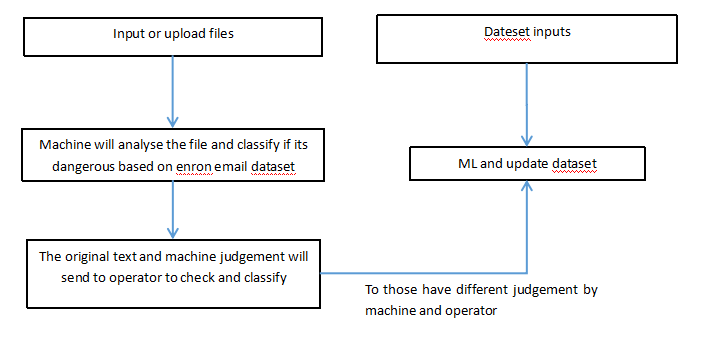 Input or upload files
Dateset inputs
Machine will analyse the file and classify if its
dangerous based on enron email dataset
ML and update dataset
The original text and machine judgement will
send to operator to check and classify
To those have different judgement by
machine and operator